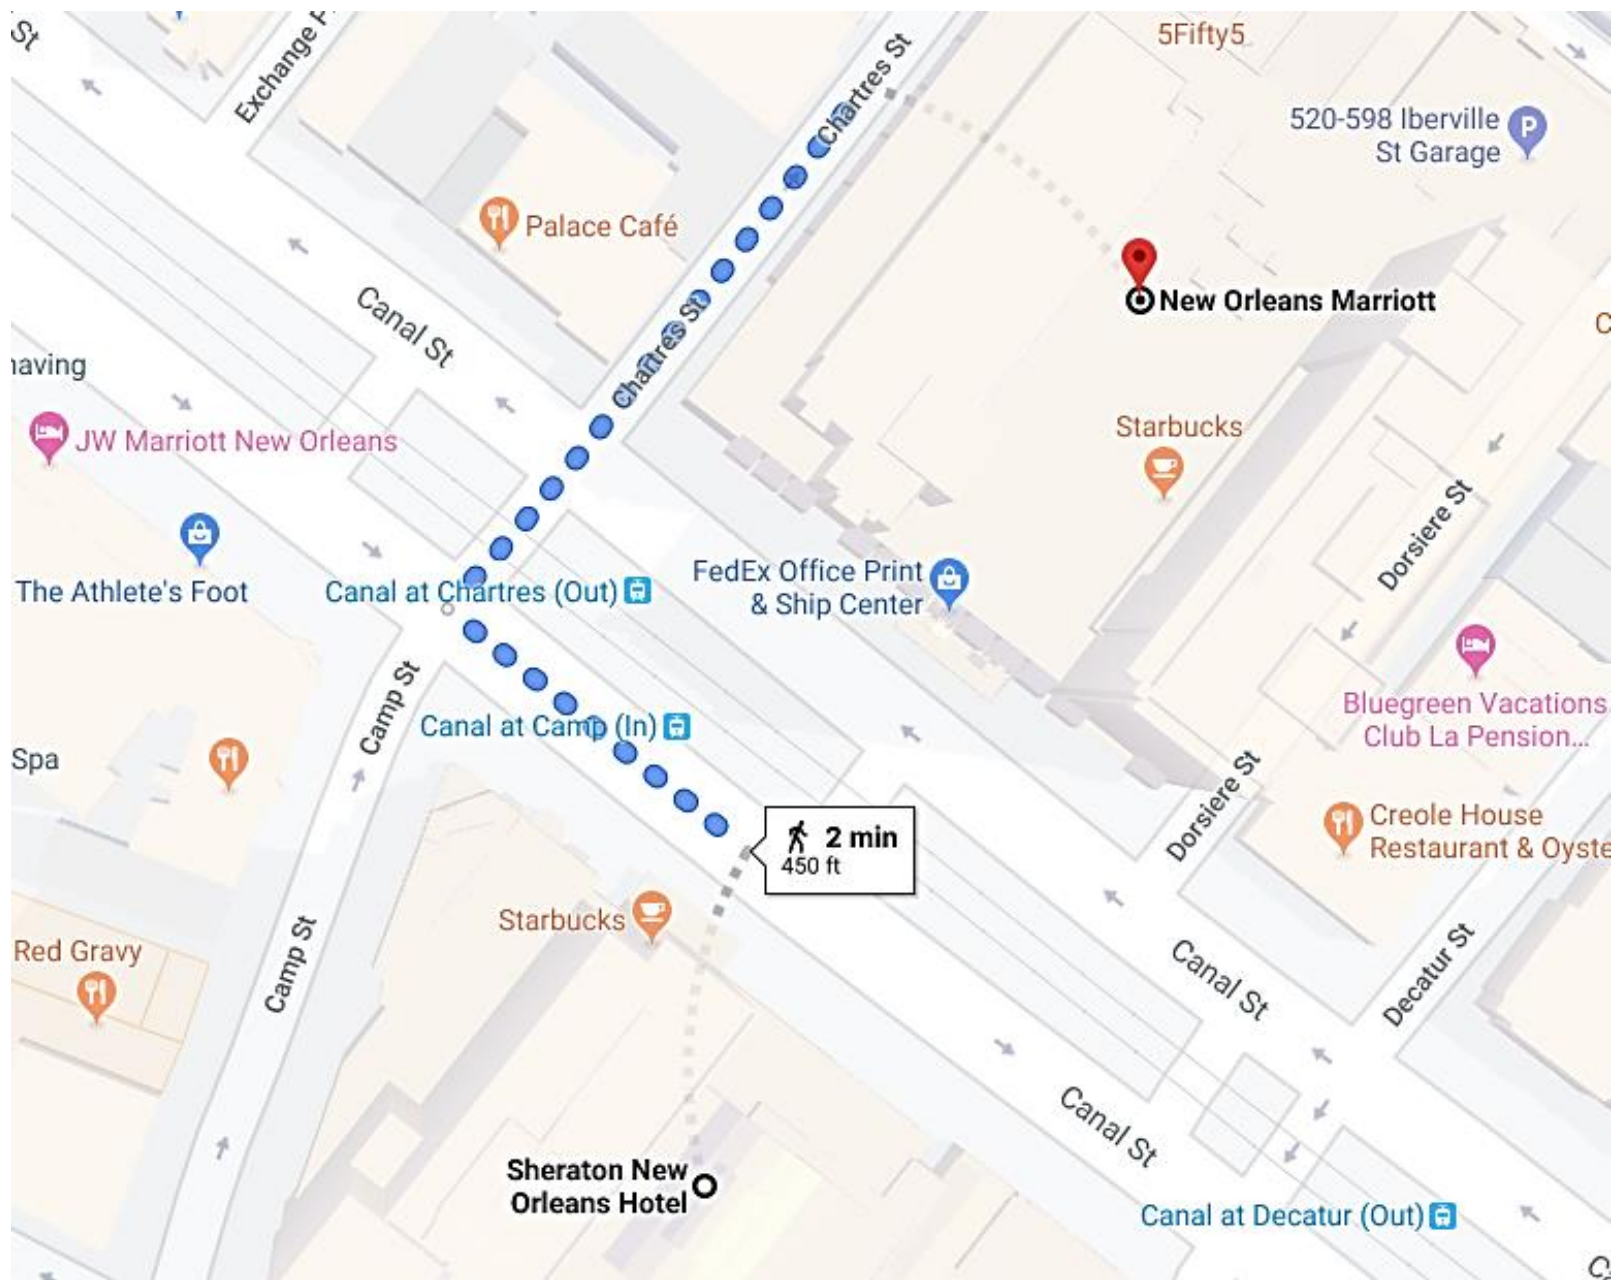 St
Exchange
Chartres St
5Fifty5
520-598 Iberville
St Garage
P
Palace Café
Canal St
Chartres St
New Orleans Marriott
C
having
JW Marriott New Orleans
Starbucks
Dorsiere St
The Athlete's Foot
Canal at Chartres (Out)
FedEx Office Print
& Ship Center
Camp St
Canal at Camp (In)
Bluegreen Vacations
Club La Pension...
Spa
Dorsiere St
2 min
450 ft
Creole House
Restaurant & Oyste
Starbucks
Red Gravy
Camp St
Canal St
Decatur St
Canal St
Sheraton New
Orleans Hotel
Canal at Decatur (Out)